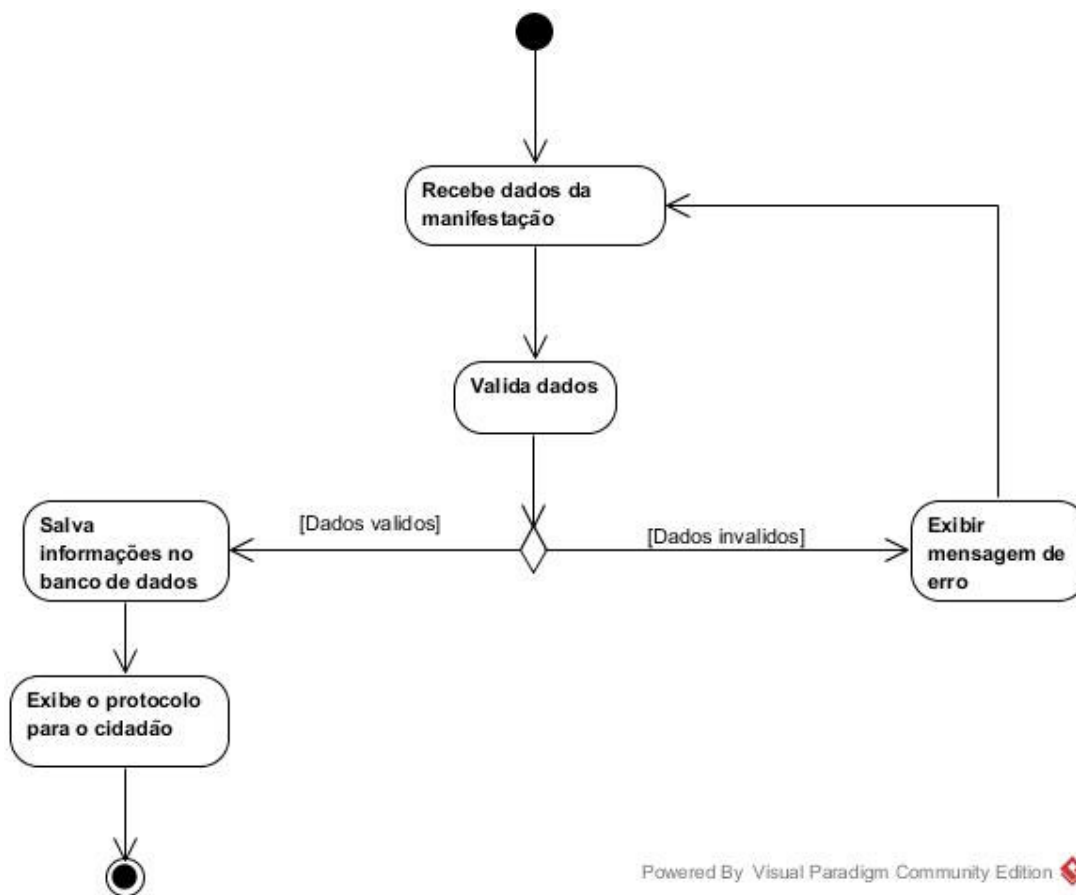 Recebe dados da
manifestação
Valida dados
[Dados validos]
[Dados invalidos]
Salva
informações no
banco de dados
Exibir
mensagem de
erro
Exibe o protocolo
para o cidadão
Powered By Visual Paradigm Community Edition